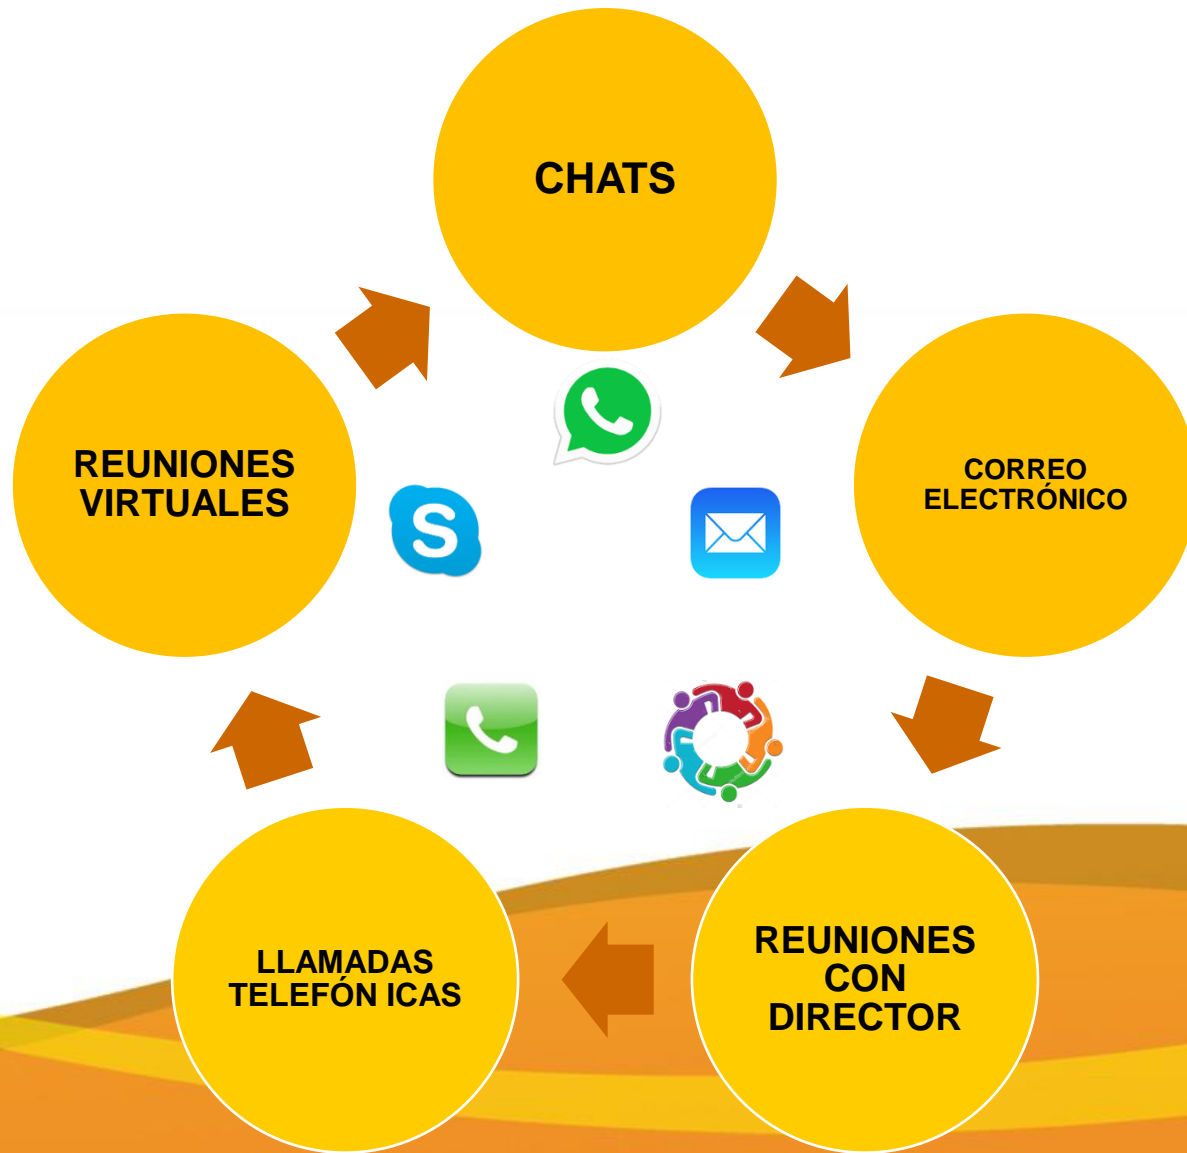 CHATS
CORREO
ELECTRÓNICO
REUNIONES
CON
DIRECTOR
LLAMADAS
TELEFÓN ICAS
REUNIONES
VIRTUALES
S